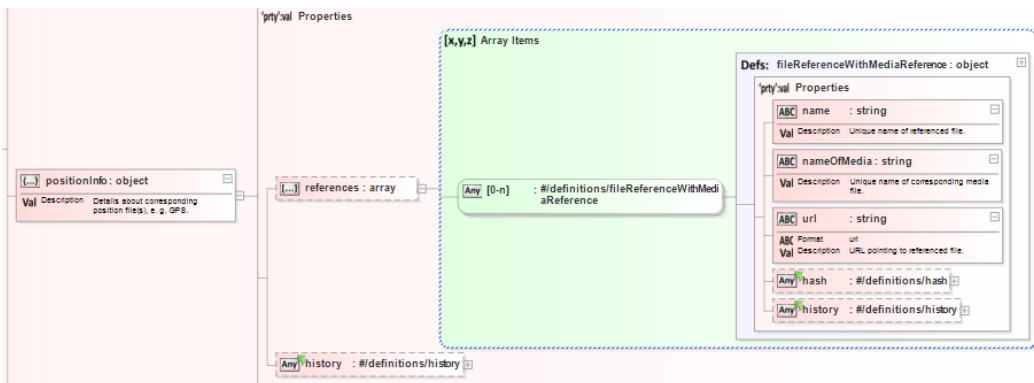 'prty':val Properties
[x,y,z] Array Items
Defs: fileReferenceWithMediaReference : object
'prty':val Properties
ABC name : string
Val Description Unique name of referenced file.
ABC nameOfMedia : string
Val Description Unique name of corresponding media
file.
ABC url : string
ABC Format url
Val Description URL pointing to referenced file.
Any hash : #/definitions/hash
Any history : #/definitions/history
{...} positionInfo : object
Val Description Details about corresponding
position file(s), e. g. GPS.
[...] references : array
Any [0-n] : #/definitions/fileReferenceWithMedi
aReference
Any history : #/definitions/history